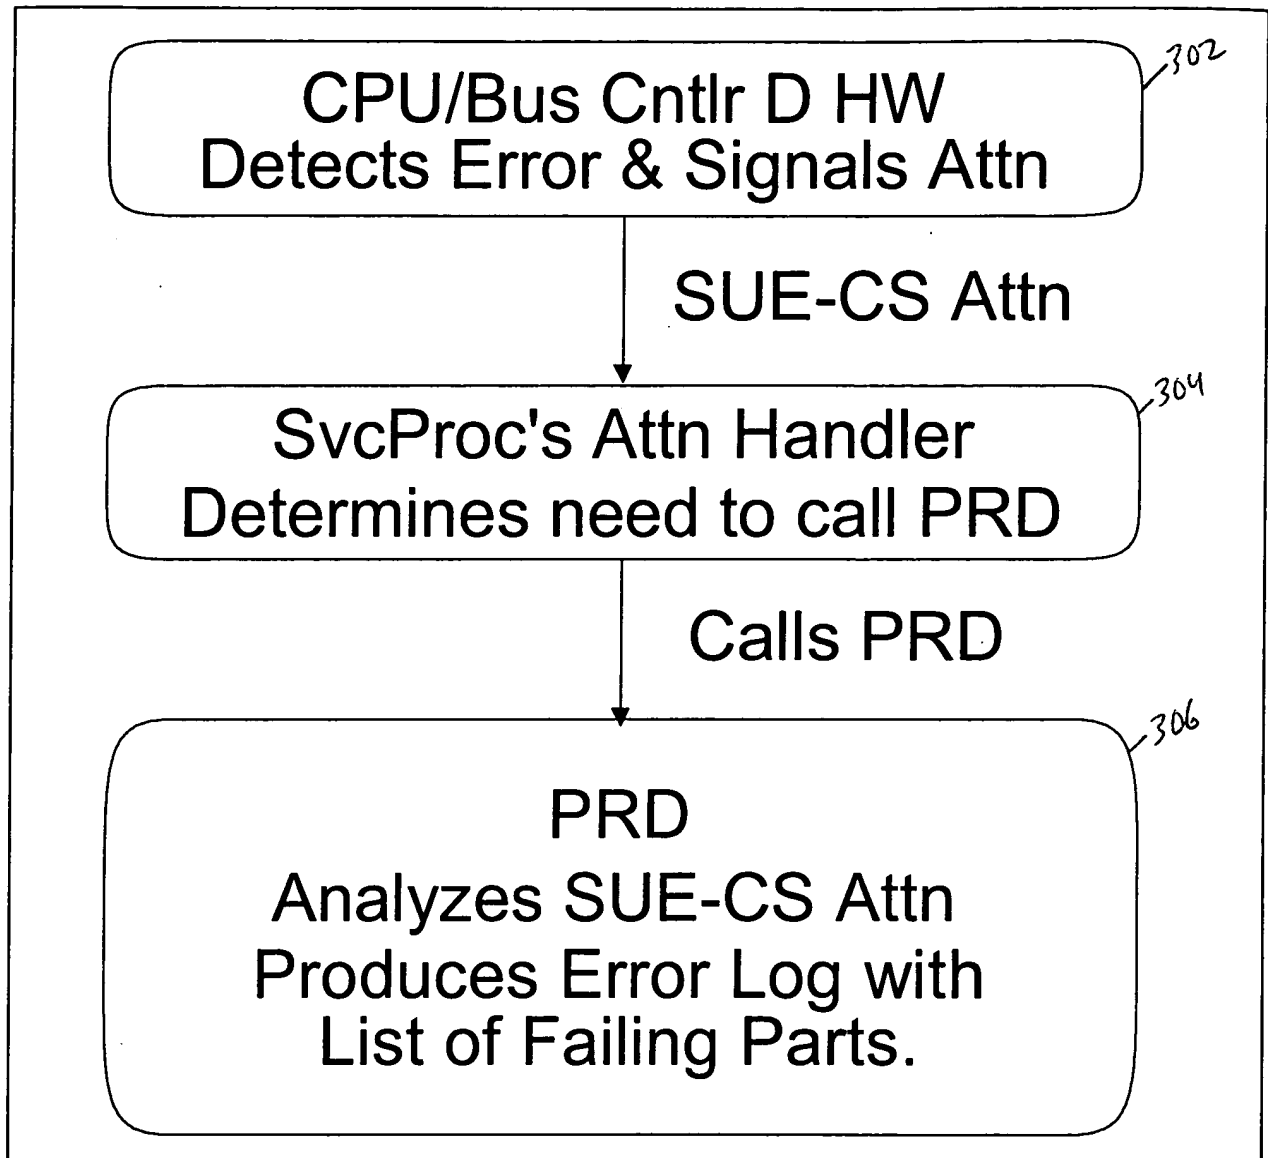 CPU/Bus Cntlr D HW
Detects Error & Signals Attn
302
SUE-CS Attn
SvcProc's Attn Handler
Determines need to call PRD
304
Calls PRD
306
PRD
Analyzes SUE-CS Attn
Produces Error Log with
List of Failing Parts.